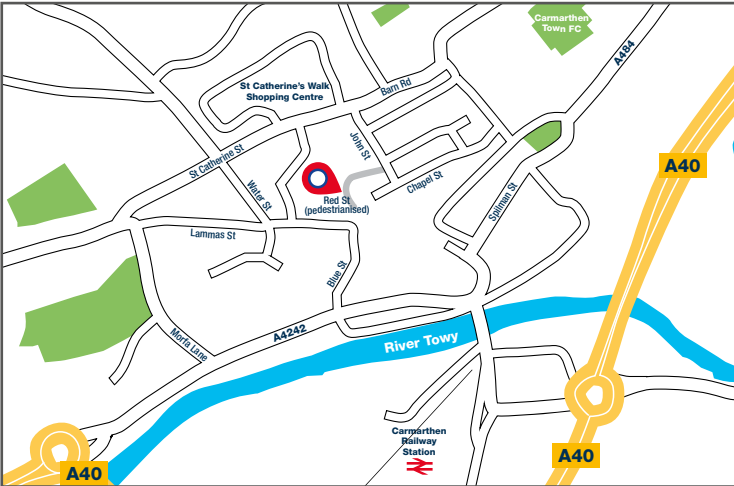 Carmarthen
Town FC
A484
St Catherine's Walk
Shopping Centre
Barn Rd
John St
St Catherine St
A40
Water St
Chapel St
Red St
(pedestrianised)
Spilman St
Lammas St
Blue St
A4242
Morfa Lane
River Towy
Carmarthen
Railway
Station
A40
A40